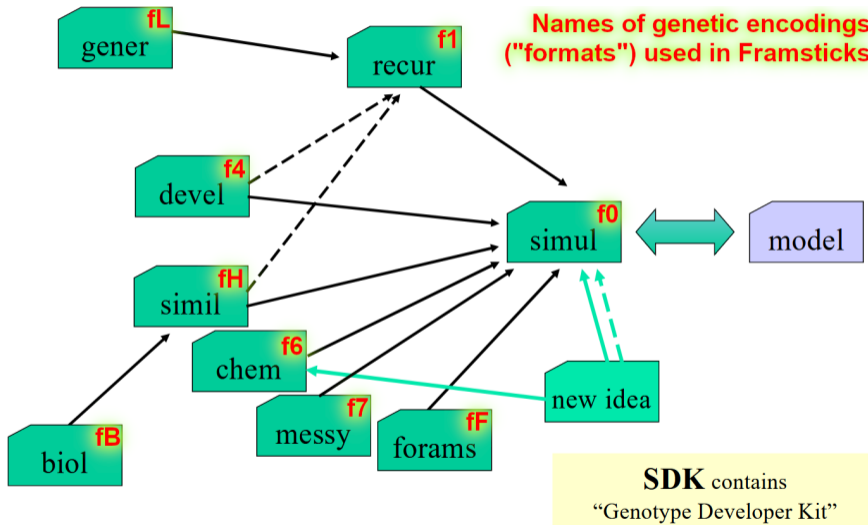 fL
gener
f1
recur
Names of genetic encodings
("formats") used in Framsticks
f4
devel
f0
simul
model
fH
simil
f6
chem
new idea
f7
messy
fF
forams
fB
biol
SDK contains
“Genotype Developer Kit”